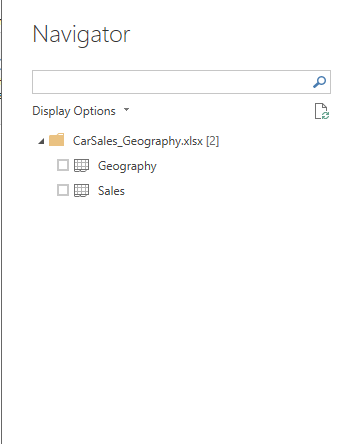 Navigator
Display Options
CarSales_Geography.xlsx [2]
Geography
Sales